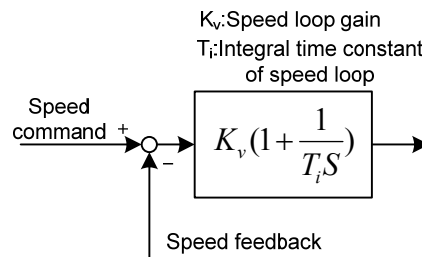 Kv:Speed loop gain
Ti:Integral time constant
of speed loop
Speed
command
+
−
Kv(1+1/TiS)
Speed feedback